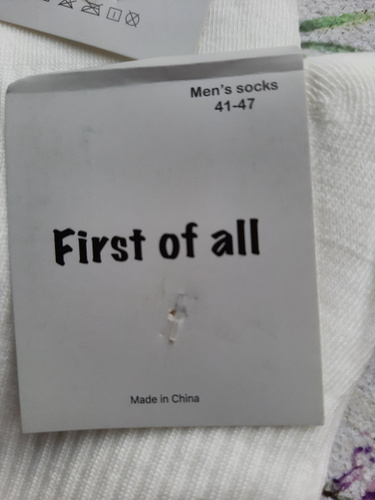 Men's socks
41-47
First of all
Made in China